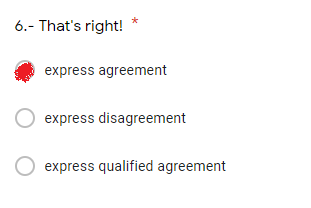 6.- That's right! *
express agreement
express disagreement
express qualified agreement